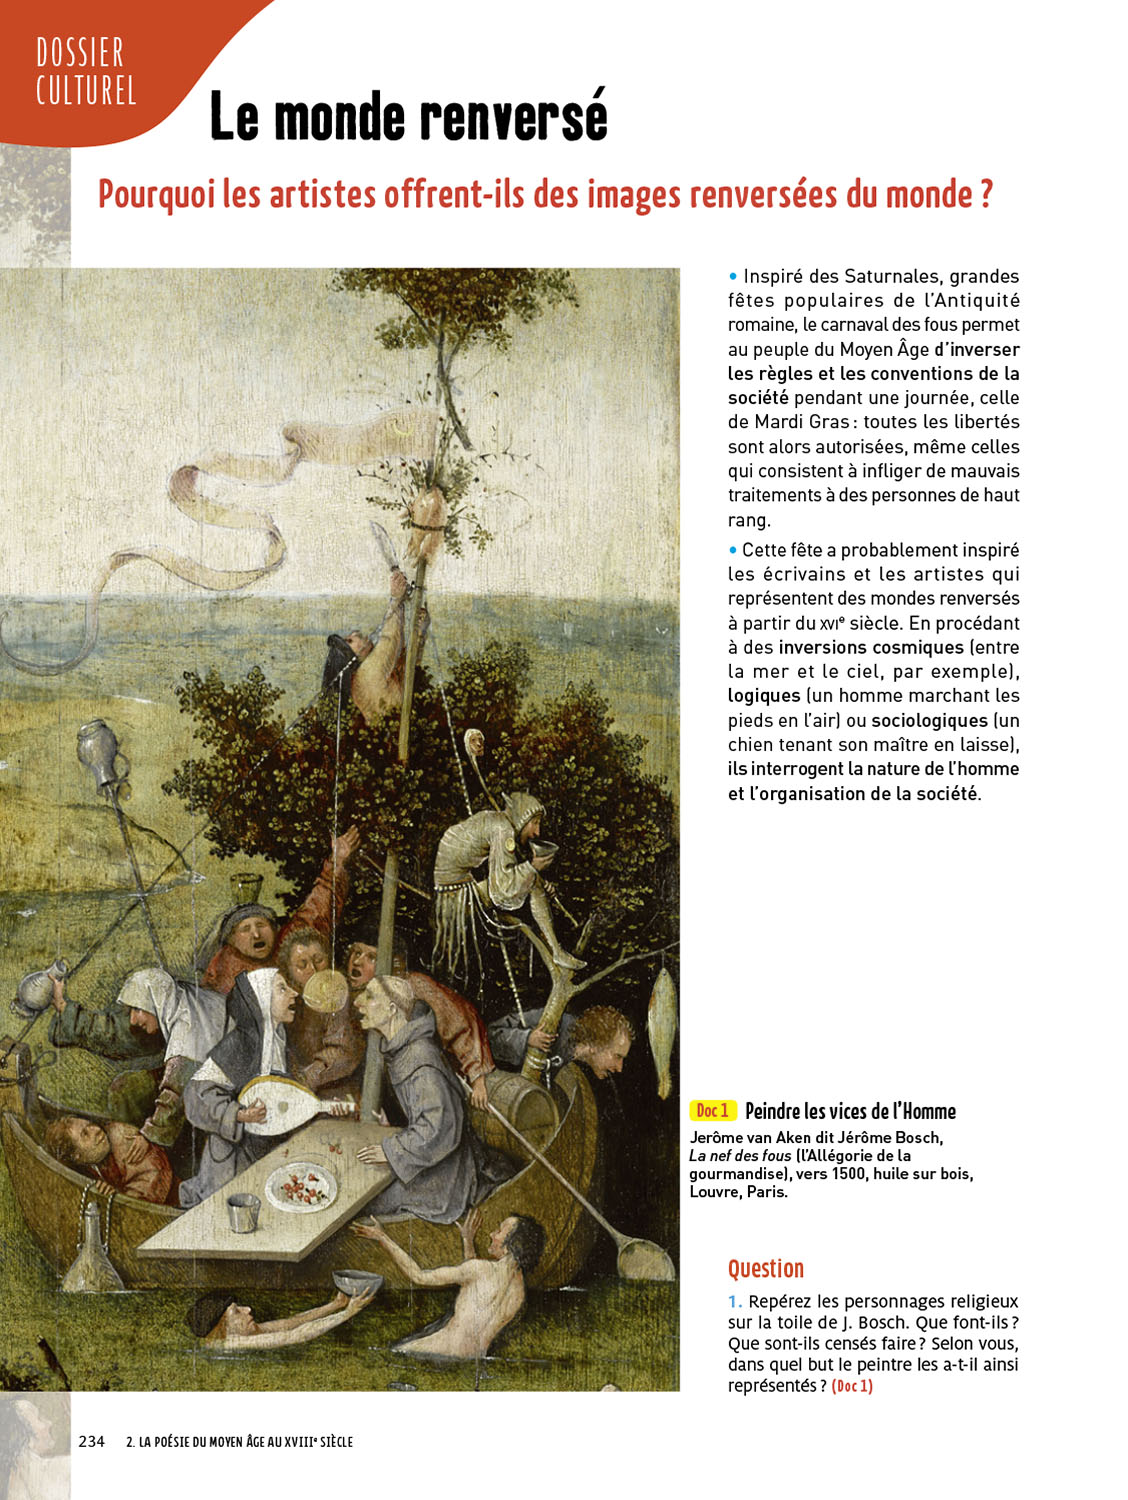 DOSSIER
CULTUREL
Le monde renversé
Pourquoi les artistes offrent-ils des images renversées du monde ?
• Inspiré des Saturnales, grandes
fêtes populaires de l’Antiquité
romaine, le carnaval des fous permet
au peuple du Moyen Âge d’inverser
les règles et les conventions de la
société pendant une journée, celle
de Mardi Gras : toutes les libertés
sont alors autorisées, même celles
qui consistent à infliger de mauvais
traitements à des personnes de haut
rang.
• Cette fête a probablement inspiré
les écrivains et les artistes qui
représentent des mondes renversés
à partir du XVIe siècle. En procédant
à des inversions cosmiques (entre
la mer et le ciel, par exemple),
logiques (un homme marchant les
pieds en l’air) ou sociologiques (un
chien tenant son maître en laisse),
ils interrogent la nature de l’homme
et l’organisation de la société.
Doc 1 Peindre les vices de l’Homme
Jerôme van Aken dit Jérôme Bosch,
La nef des fous (l’Allégorie de la
gourmandise), vers 1500, huile sur bois,
Louvre, Paris.
Question
1. Repérez les personnages religieux
sur la toile de J. Bosch. Que font-ils ?
Que sont-ils censés faire ? Selon vous,
dans quel but le peintre les a-t-il ainsi
représentés ? (Doc 1)
234 2. LA POÉSIE DU MOYEN ÂGE AU XVIIIe SIÈCLE